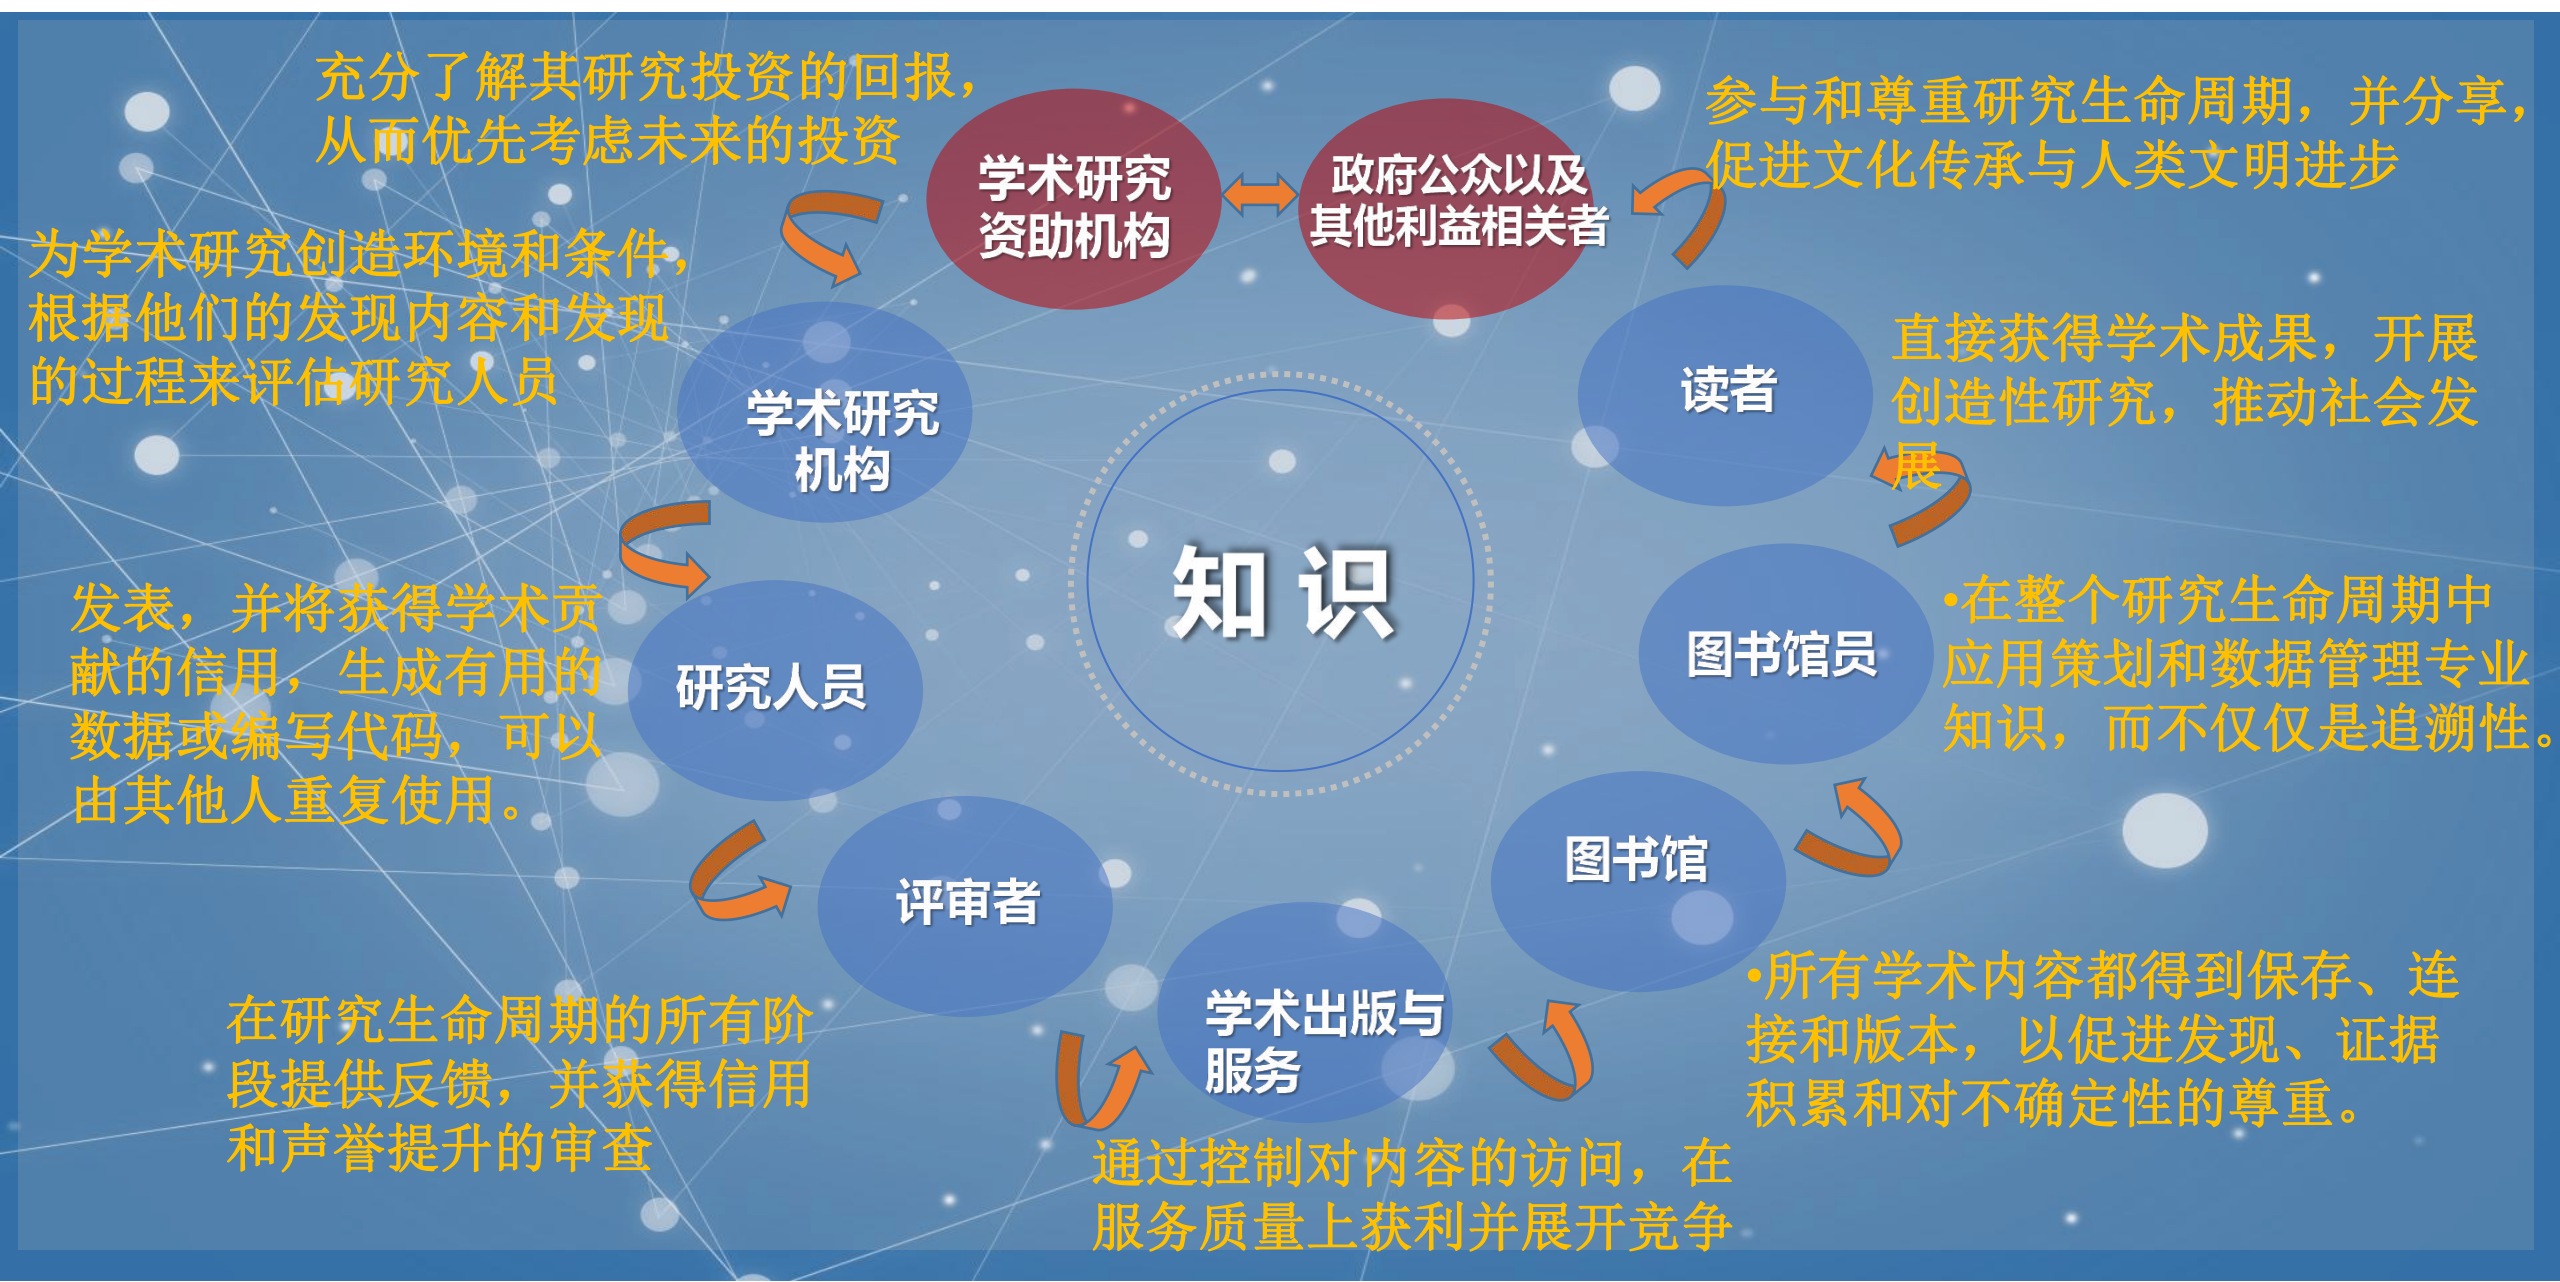 充分了解其研究投资的回报，
从而优先考虑未来的投资
学术研究
资助机构
政府公众以及
其他利益相关者
参与和尊重研究生命周期，并分享，
促进文化传承与人类文明进步
为学术研究创造环境和条件，
根据他们的发现内容和发现
的过程来评估研究人员
学术研究
机构
读者
直接获得学术成果，开展
创造性研究，推动社会发
展
知识
发表，并将获得学术贡
献的信用，生成有用的
数据或编写代码，可以
由其他人重复使用。
研究人员
图书馆员
•在整个研究生命周期中
应用策划和数据管理专业
知识，而不仅仅是追溯性。
评审者
图书馆
在研究生命周期的所有阶
段提供反馈，并获得信用
和声誉提升的审查
学术出版与
服务
•所有学术内容都得到保存、连
接和版本，以促进发现、证据
积累和对不确定性的尊重。
通过控制对内容的访问，在
服务质量上获利并展开竞争